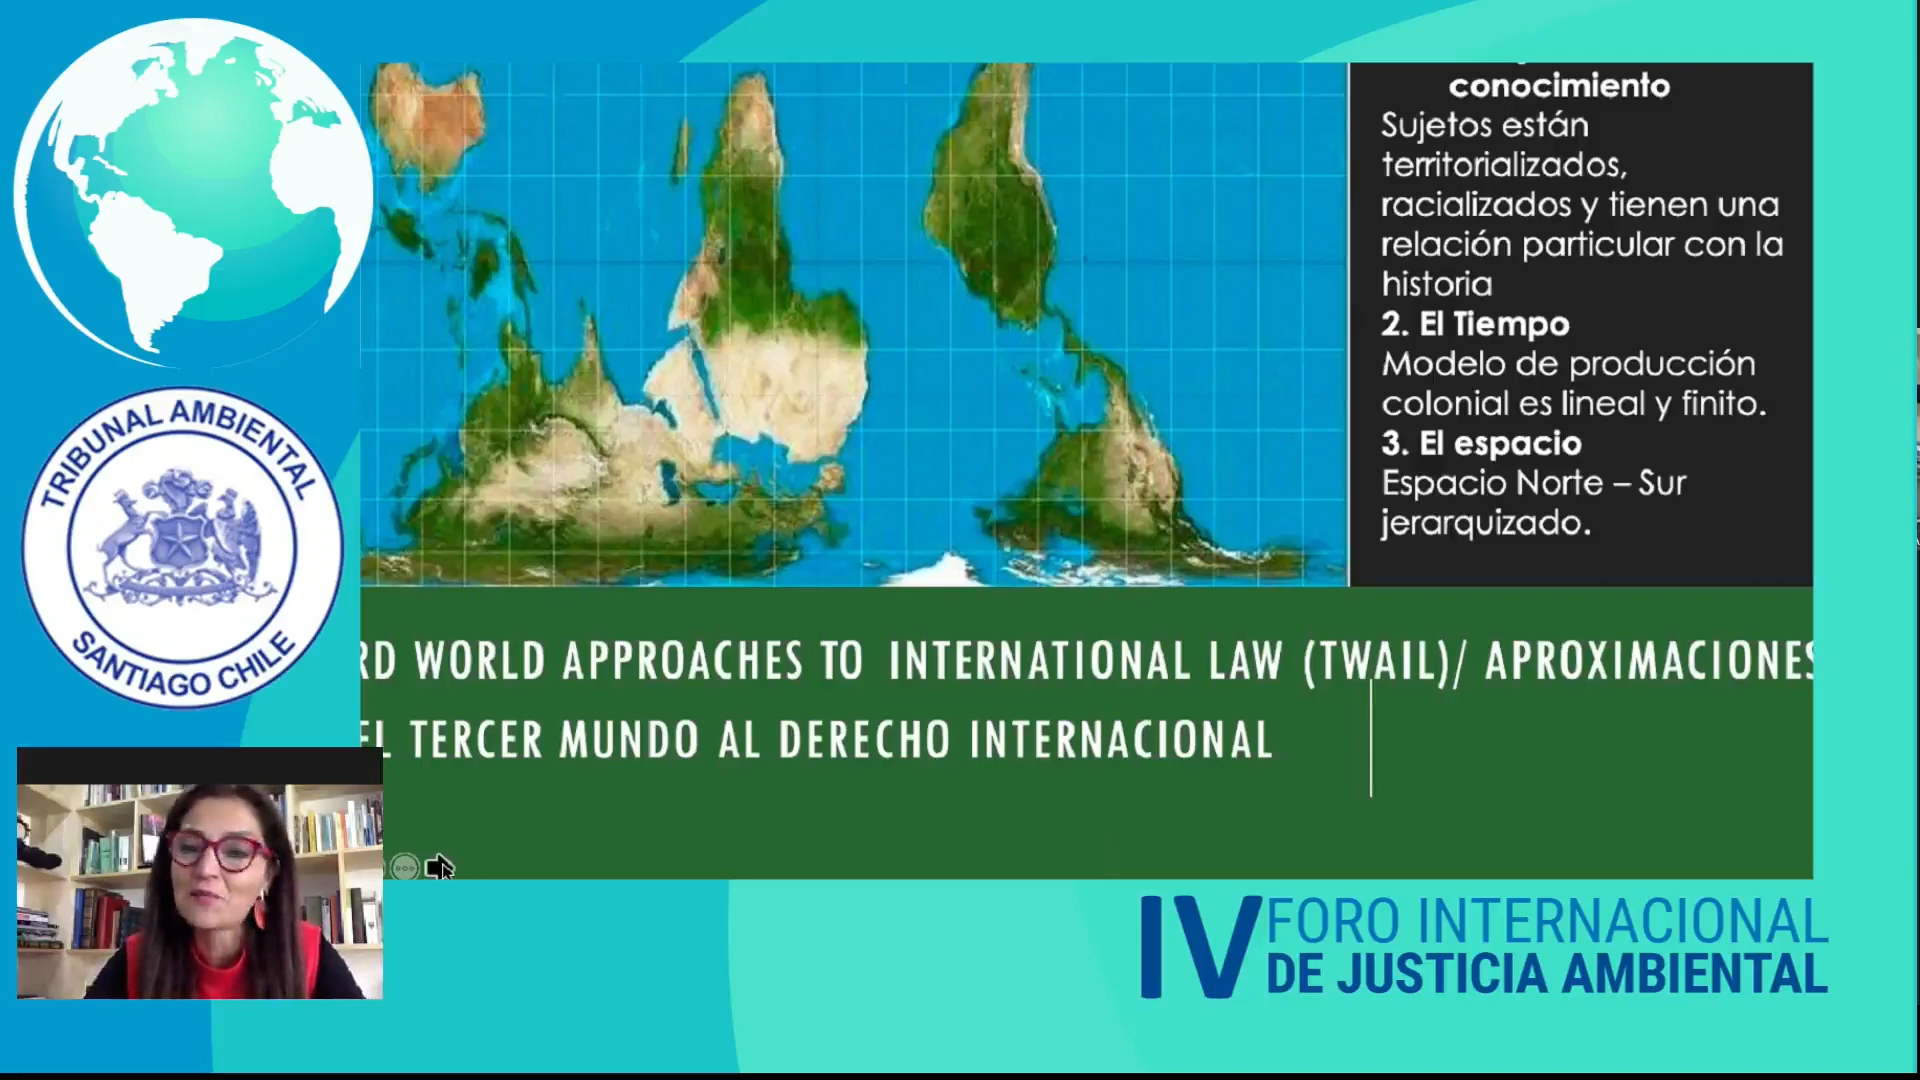 conocimiento
Sujetos están
territorializados,
racializados y tienen una
relación particular con la
historia
2. El Tiempo
Modelo de producción
colonial es lineal y finito.
3. El espacio
Espacio Norte – Sur
jerarquizado.
TRIBUNAL AMBIENTAL
SANTIAGO CHILE
RD WORLD APPROACHES TO INTERNATIONAL LAW (TWAIL)/ APROXIMACIONES
EL TERCER MUNDO AL DERECHO INTERNACIONAL
IV FORO INTERNACIONAL
DE JUSTICIA AMBIENTAL